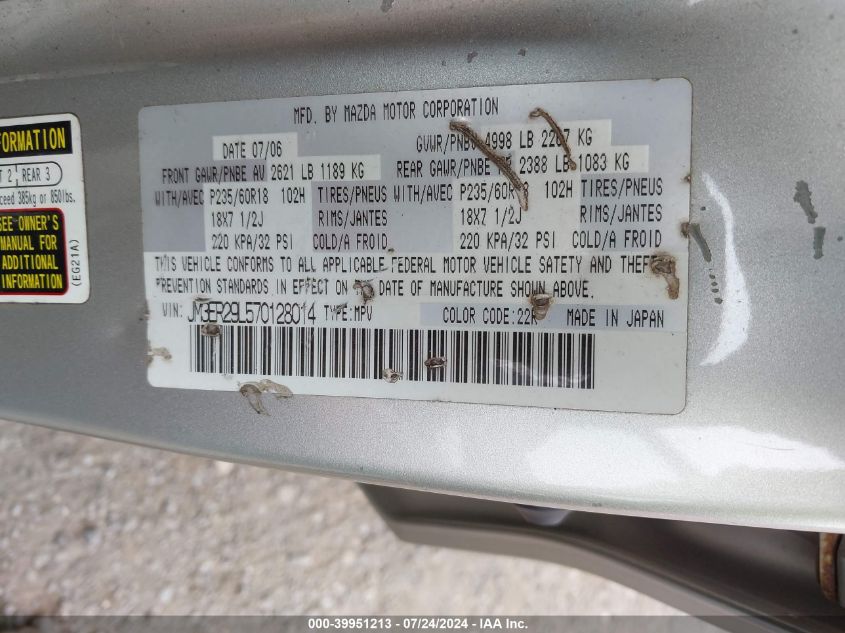 FORMATION
T 2 REAR 3
ceed 385kg or 850lbs.
SEE OWNER'S
MANUAL FOR
ADDITIONAL
INFORMATION
(EG21A)
MFD. BY MAZDA MOTOR CORPORATION
DATE 07/06 GVWR/PNBV 4998 LB 2267 KG
FRONT GAWR/PNBE AV 2621 LB 1189 KG REAR GAWR/PNBE 2388 LB 1083 KG
WITH/AVEC P235/60R18 102H TIRES/PNEUS WITH/AVEC P235/60R18 102H TIRES/PNEUS
18X7 1/2J RIMS/JANTES 18X7 1/2J RIMS/JANTES
220 KPA/32 PSI COLD/A FROID 220 KPA/32 PSI COLD/A FROID
THIS VEHICLE CONFORMS TO ALL APPLICABLE FEDERAL MOTOR VEHICLE SAFETY AND THEFT
PREVENTION STANDARDS IN EFFECT ON THE DATE OF MANUFACTURE SHOWN ABOVE.
VIN: JM3ER29L570128014 TYPE:MPV COLOR CODE:22R MADE IN JAPAN
000-39951213 - 07/24/2024 - IAA Inc.